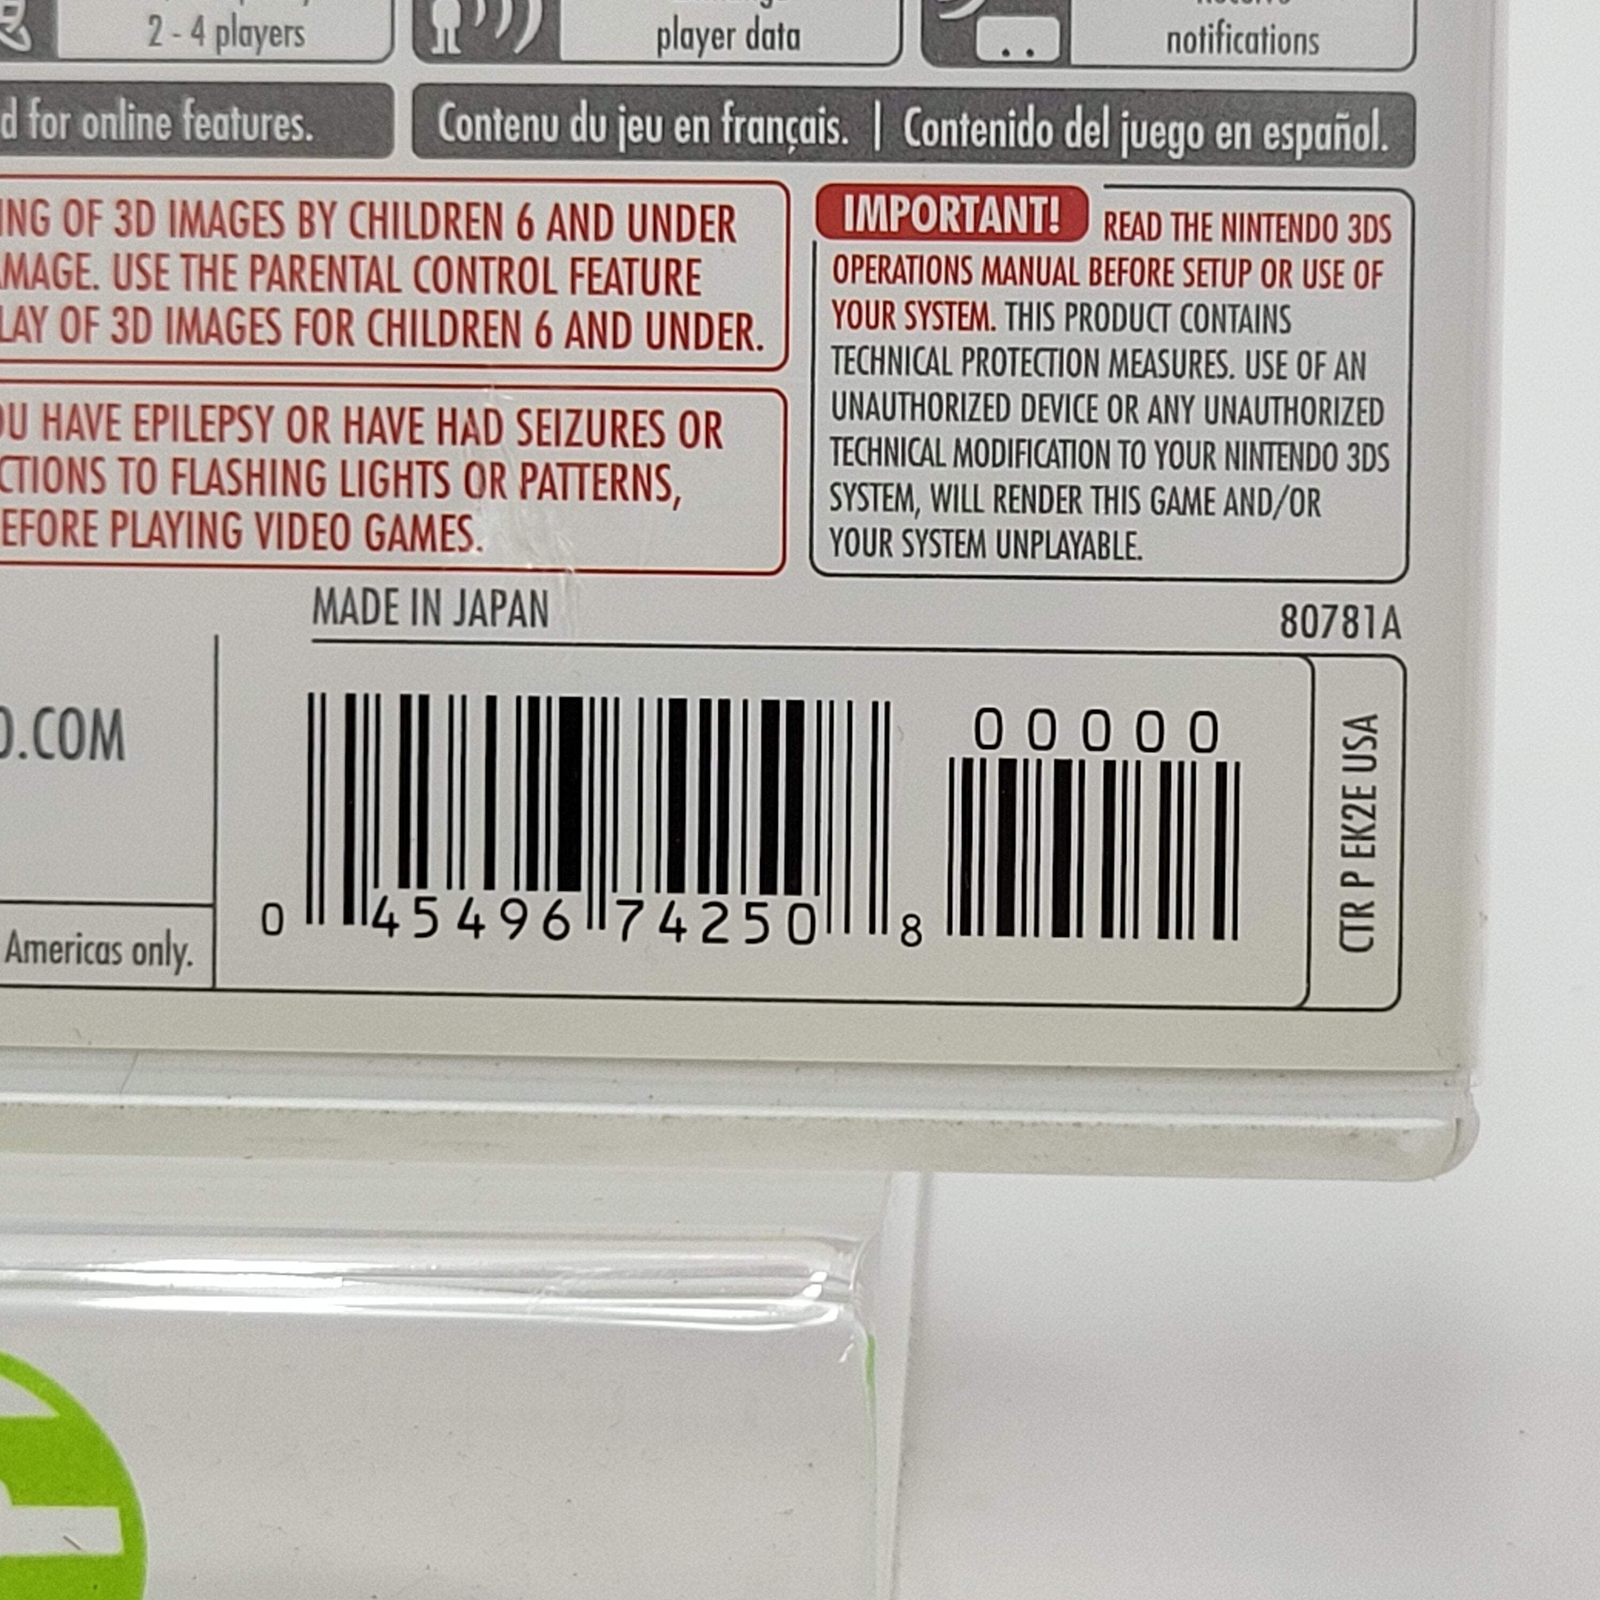 2 - 4 players
player data
notifications
d for online features.
Contenu du jeu en français. | Contenido del juego en español.
ING OF 3D IMAGES BY CHILDREN 6 AND UNDER
AMAGE. USE THE PARENTAL CONTROL FEATURE
LAY OF 3D IMAGES FOR CHILDREN 6 AND UNDER.
IMPORTANT! READ THE NINTENDO 3DS
OPERATIONS MANUAL BEFORE SETUP OR USE OF
YOUR SYSTEM. THIS PRODUCT CONTAINS
TECHNICAL PROTECTION MEASURES. USE OF AN
UNAUTHORIZED DEVICE OR ANY UNAUTHORIZED
TECHNICAL MODIFICATION TO YOUR NINTENDO 3DS
SYSTEM, WILL RENDER THIS GAME AND/OR
YOUR SYSTEM UNPLAYABLE.
OU HAVE EPILEPSY OR HAVE HAD SEIZURES OR
CTIONS TO FLASHING LIGHTS OR PATTERNS,
EFORE PLAYING VIDEO GAMES.
MADE IN JAPAN
80781A
O.COM
Americas only.
0 45496 74250 8
00000
CTR P EK2E USA